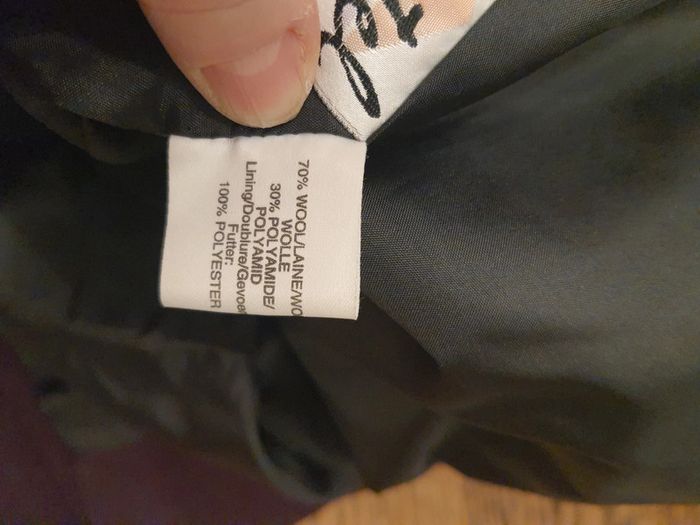 70% WOOL/LAINE/WO
WOLLE
30% POLYAMIDE/
POLYAMID
Lining/Doublure/Gevoe
Futter:
100% POLYESTER